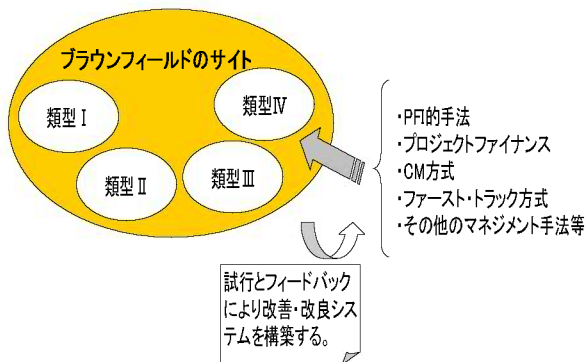 ブラウンフィールドのサイト
類型Ⅰ
類型Ⅱ
類型Ⅲ
類型Ⅳ
・PFI的手法
・プロジェクトファイナンス
・CM方式
・ファースト・トラック方式
・その他のマネジメント手法等
試行とフィードバック
により改善・改良シス
テムを構築する。